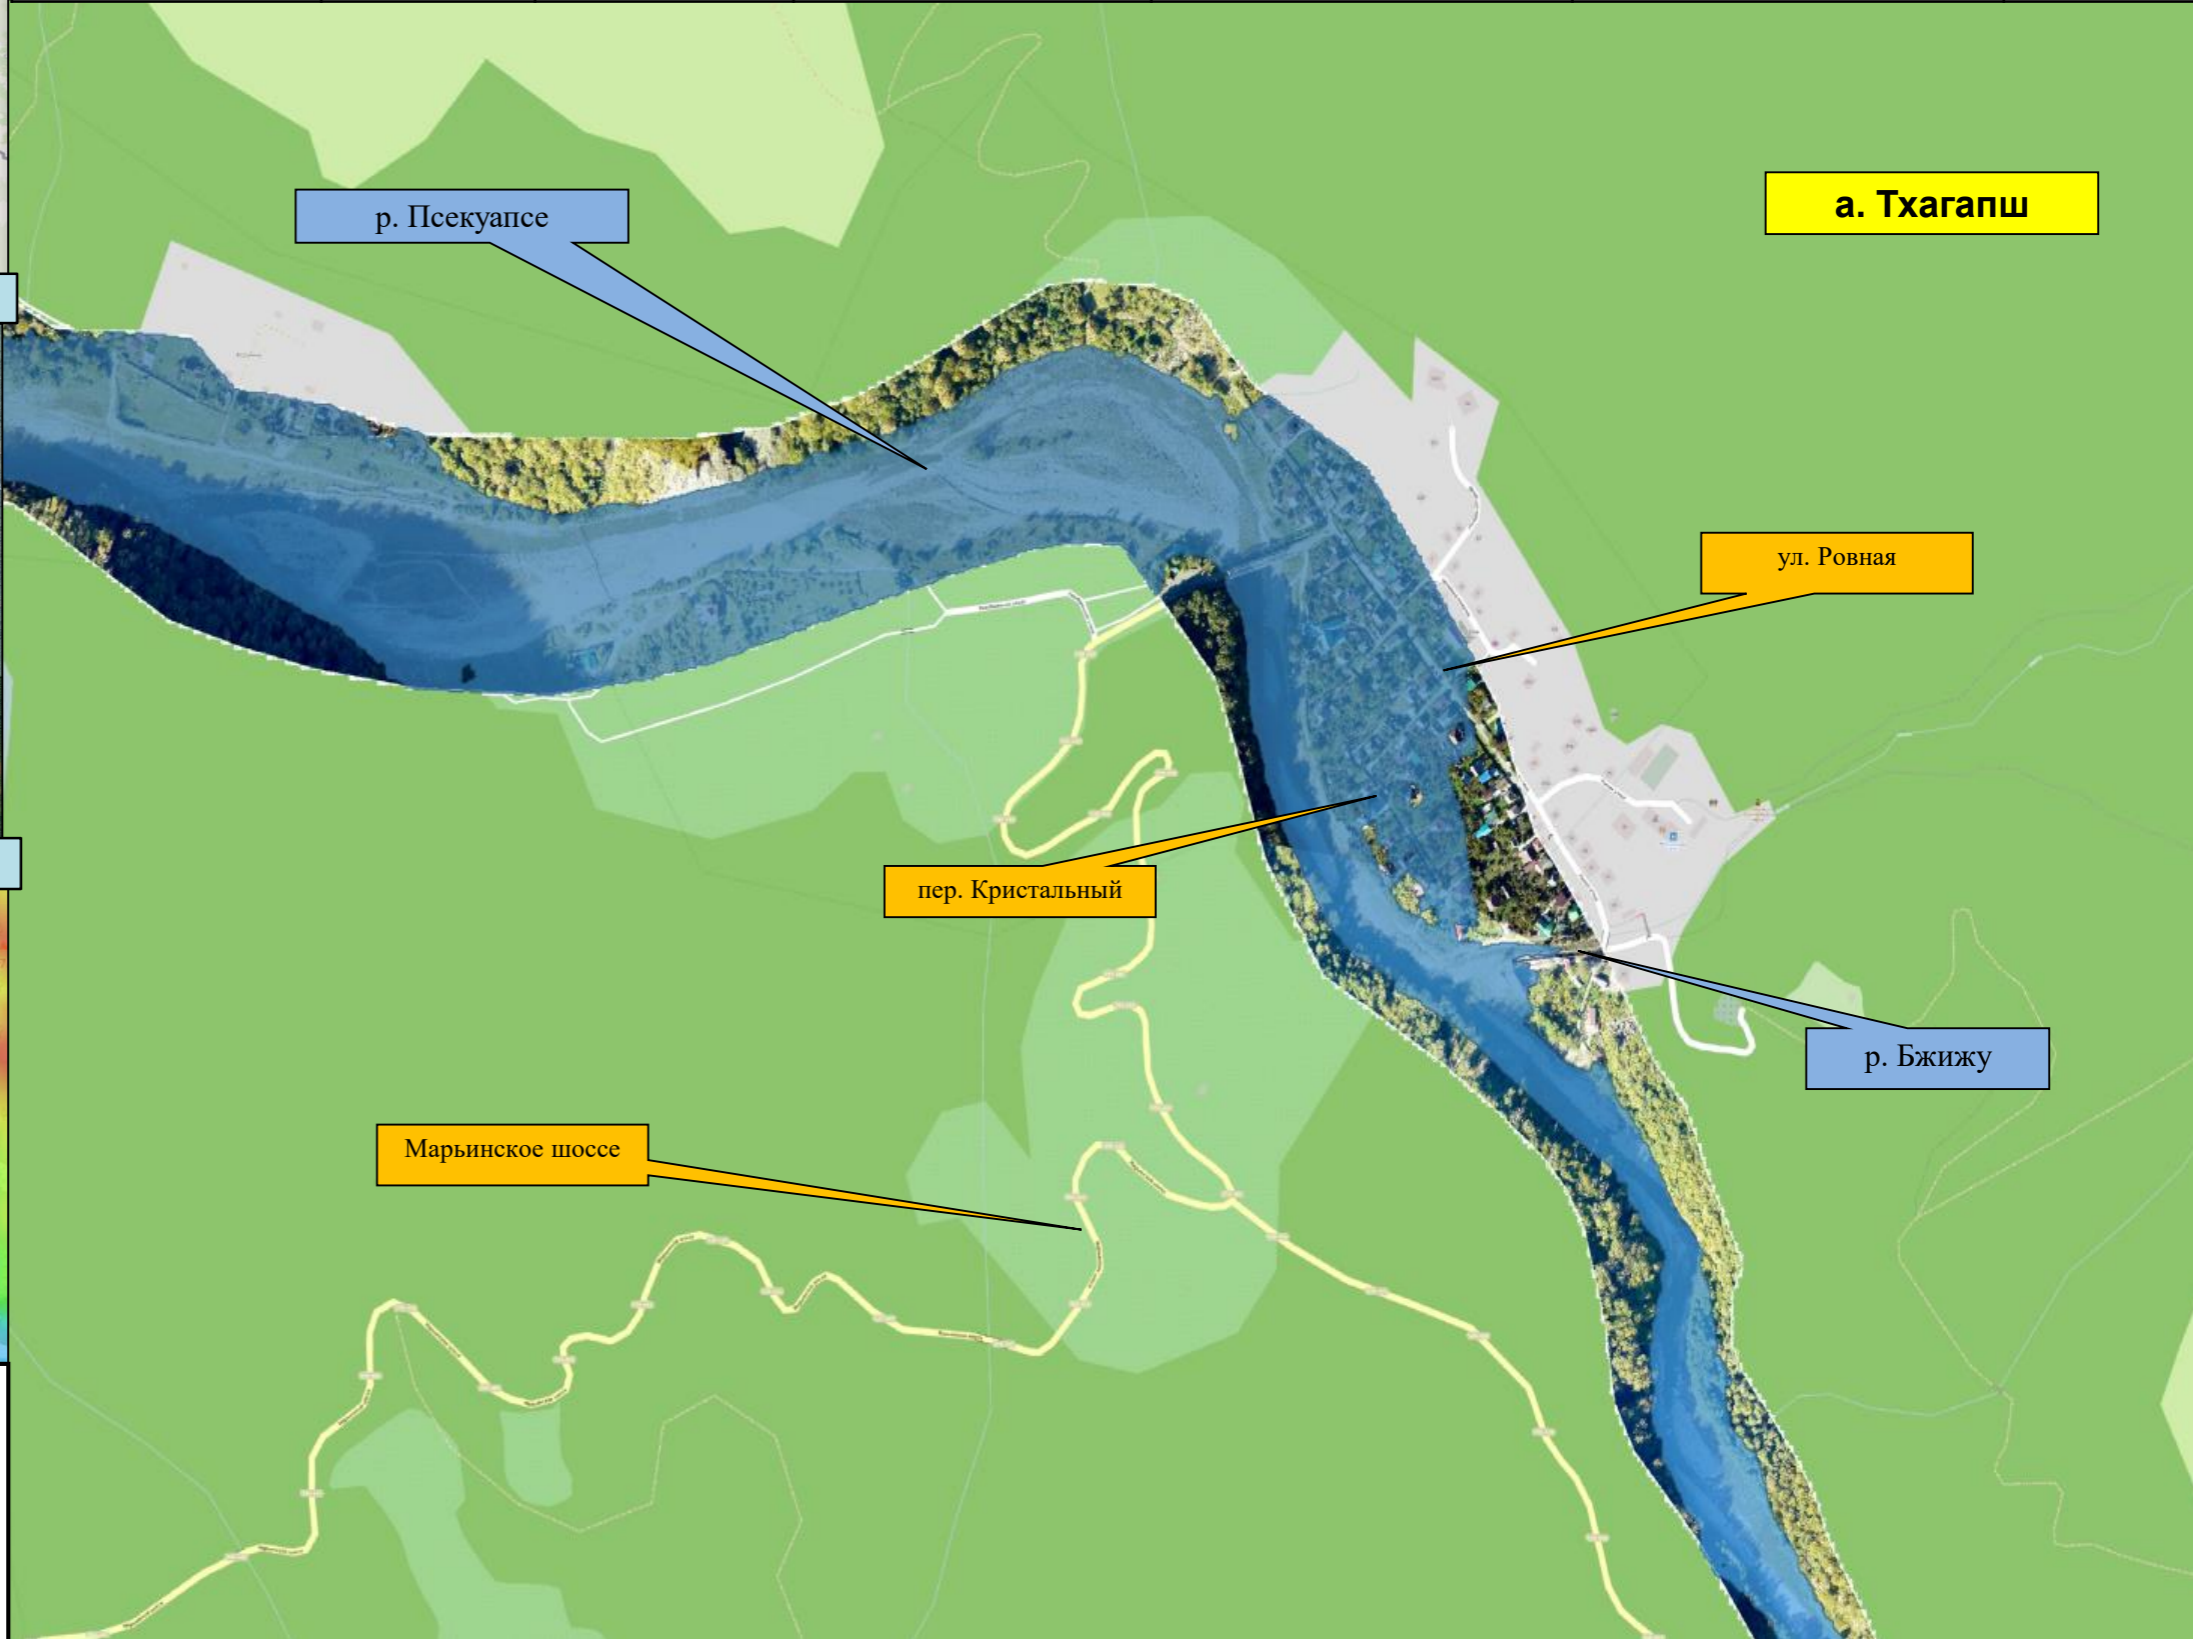 а. Тхагапш
р. Псекуапсе
ул. Ровная
пер. Кристальный
р. Бжижу
Марьинское шоссе